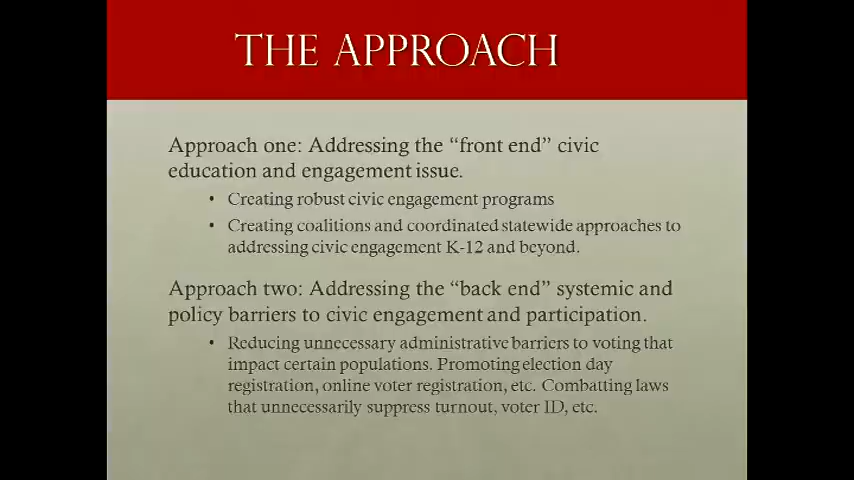 THE APPROACH
Approach one: Addressing the “front end” civic
education and engagement issue.
• Creating robust civic engagement programs
• Creating coalitions and coordinated statewide approaches to
addressing civic engagement K-12 and beyond.
Approach two: Addressing the “back end” systemic and
policy barriers to civic engagement and participation.
• Reducing unnecessary administrative barriers to voting that
impact certain populations. Promoting election day
registration, online voter registration, etc. Combatting laws
that unnecessarily suppress turnout, voter ID, etc.